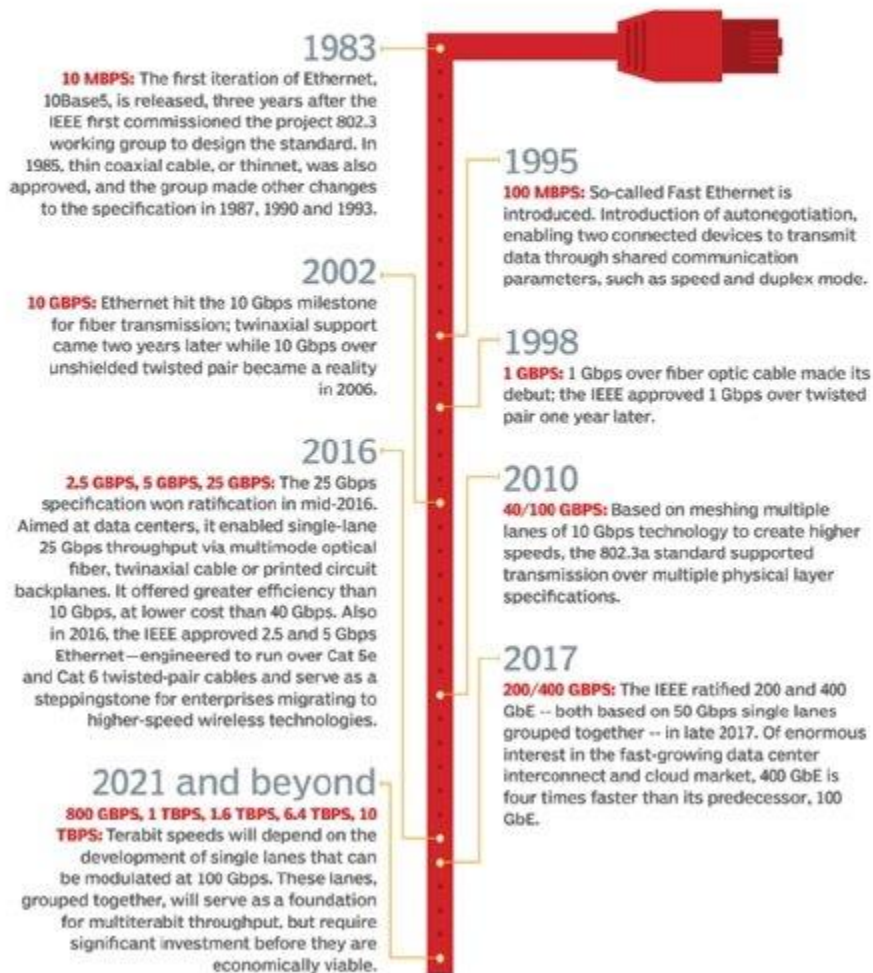 1983
10 MBPS: The first iteration of Ethernet,
10Base5, is released, three years after the
IEEE first commissioned the project 802.3
working group to design the standard. In
1985, thin coaxial cable, or thinnet, was also
approved, and the group made other changes
to the specification in 1987, 1990 and 1993.
1995
100 MBPS: So-called Fast Ethernet is
introduced. Introduction of autonegotiation,
enabling two connected devices to transmit
data through shared communication
parameters, such as speed and duplex mode.
1998
1 GBPS: 1 Gbps over fiber optic cable made its
debut; the IEEE approved 1 Gbps over twisted
pair one year later.
2002
10 GBPS: Ethernet hit the 10 Gbps milestone
for fiber transmission; twinaxial support
came two years later while 10 Gbps over
unshielded twisted pair became a reality
in 2006.
2010
40/100 GBPS: Based on meshing multiple
lanes of 10 Gbps technology to create higher
speeds, the 802.3a standard supported
transmission over multiple physical layer
specifications.
2016
2.5 GBPS, 5 GBPS, 25 GBPS: The 25 Gbps
specification won ratification in mid-2016.
Aimed at data centers, it enabled single-lane
25 Gbps throughput via multimode optical
fiber, twinaxial cable or printed circuit
backplanes. It offered greater efficiency than
10 Gbps, at lower cost than 40 Gbps. Also
in 2016, the IEEE approved 2.5 and 5 Gbps
Ethernet—engineered to run over Cat 5e
and Cat 6 twisted-pair cables and serve as a
steppingstone for enterprises migrating to
higher-speed wireless technologies.
2017
200/400 GBPS: The IEEE ratified 200 and 400
GbE -- both based on 50 Gbps single lanes
grouped together -- in late 2017. Of enormous
interest in the fast-growing data center
interconnect and cloud market, 400 GbE is
four times faster than its predecessor, 100
GbE.
2021 and beyond
800 GBPS, 1 TBPS, 1.6 TBPS, 6.4 TBPS, 10
TBPS: Terabit speeds will depend on the
development of single lanes that can
be modulated at 100 Gbps. These lanes,
grouped together, will serve as a foundation
for multiterabit throughput, but require
significant investment before they are
economically viable.